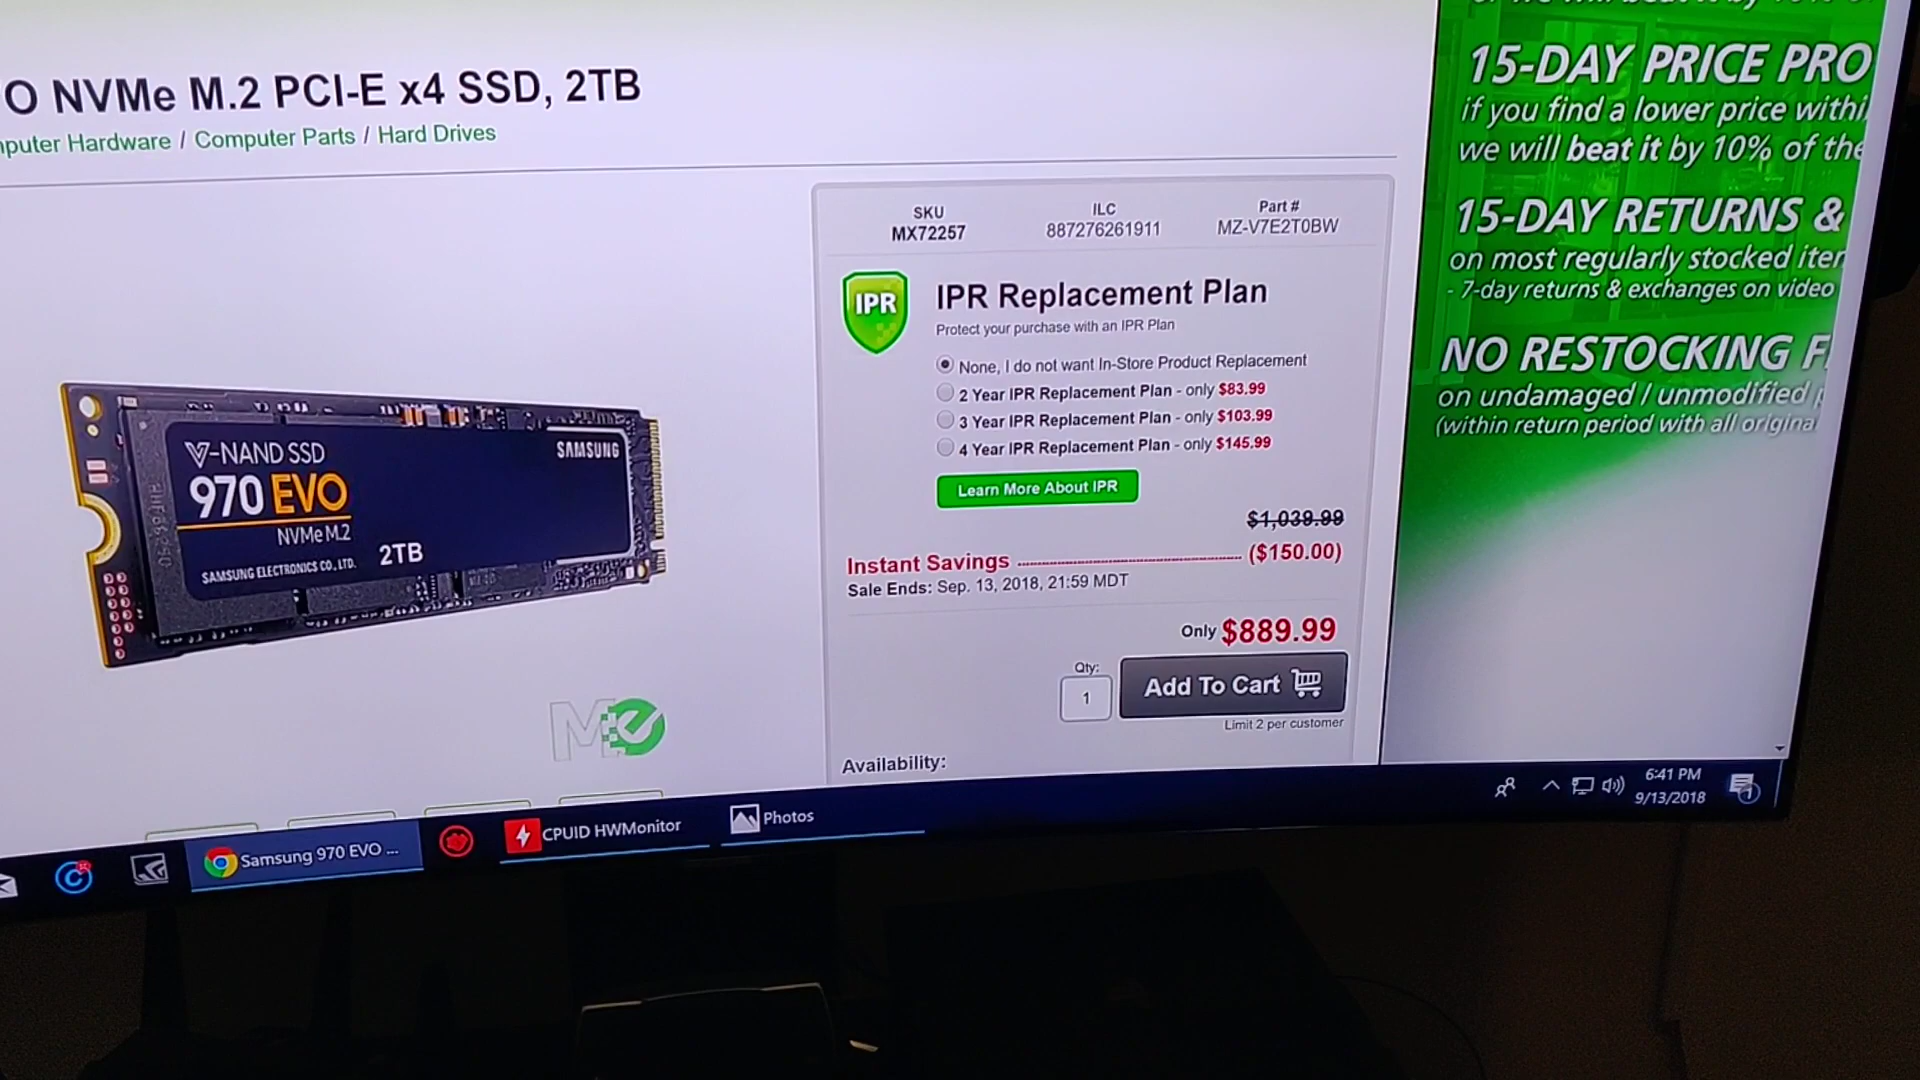 O NVMe M.2 PCI-E x4 SSD, 2TB
Hardware / Computer Parts / Hard Drives
V-NAND SSD
SAMSUNG
970 EVO
NVMe M.2
SAMSUNG ELECTRONICS CO., LTD.
2TB
SKU
MX72257
ILC
887276261911
Part #
MZ-V7E2T0BW
IPR
IPR Replacement Plan
Protect your purchase with an IPR Plan
None, I do not want In-Store Product Replacement
2 Year IPR Replacement Plan - only $83.99
3 Year IPR Replacement Plan - only $103.99
4 Year IPR Replacement Plan - only $145.99
Learn More About IPR
$1,039.99
Instant Savings ($150.00)
Sale Ends: Sep. 13, 2018, 21:59 MDT
Only $889.99
Qty:
1
Add To Cart
Limit 2 per customer
Availability:
15-DAY PRICE PRO
if you find a lower price within
we will beat it by 10% of the
15-DAY RETURNS &
on most regularly stocked
- 7-day returns & exchanges on video
NO RESTOCKING
on undamaged / unmodified
(within return period with all original
Samsung 970 EVO ...
CPUID HWMonitor
Photos
6:41 PM
9/13/2018